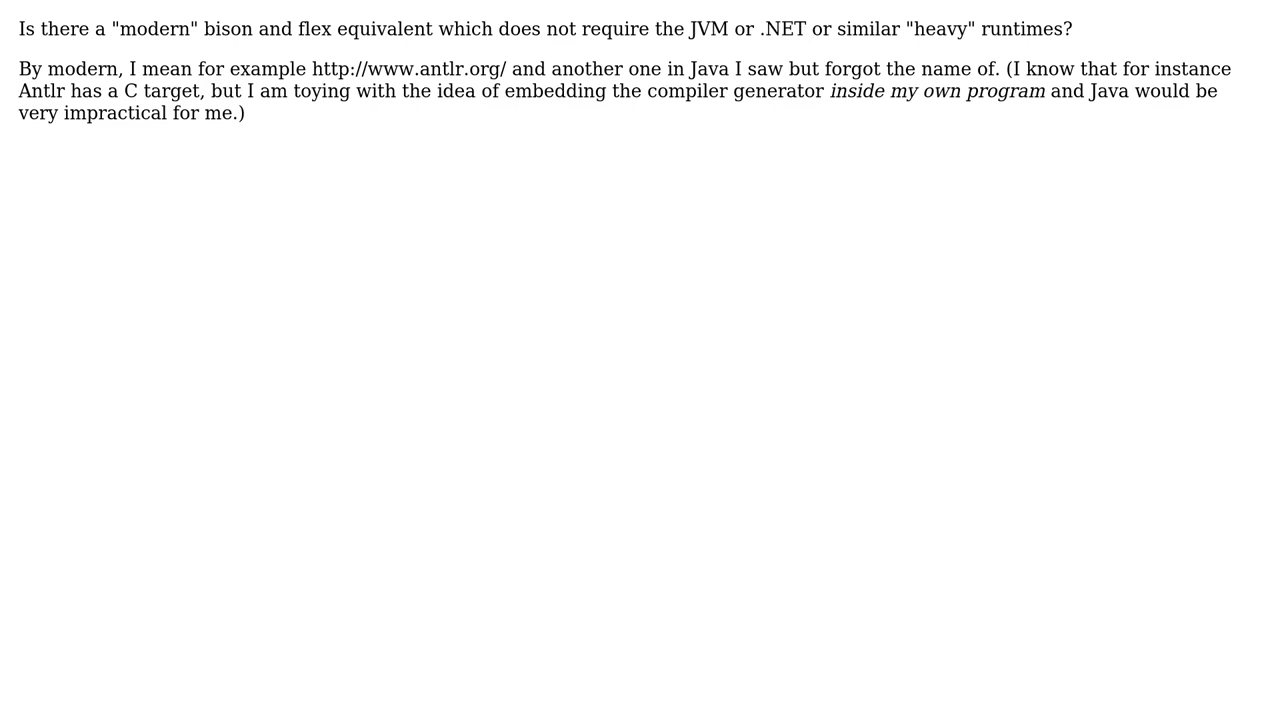 Is there a "modern" bison and flex equivalent which does not require the JVM or .NET or similar "heavy" runtimes?
By modern, I mean for example http://www.antlr.org/ and another one in Java I saw but forgot the name of. (I know that for instance
Antlr has a C target, but I am toying with the idea of embedding the compiler generator inside my own program and Java would be
very impractical for me.)